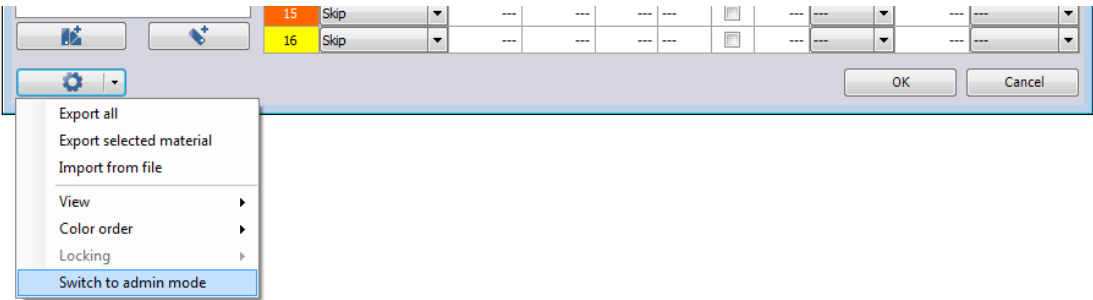 15 Skip --- --- --- --- --- --- ---
16 Skip --- --- --- --- --- --- ---
OK Cancel
Export all
Export selected material
Import from file
View
Color order
Locking
Switch to admin mode